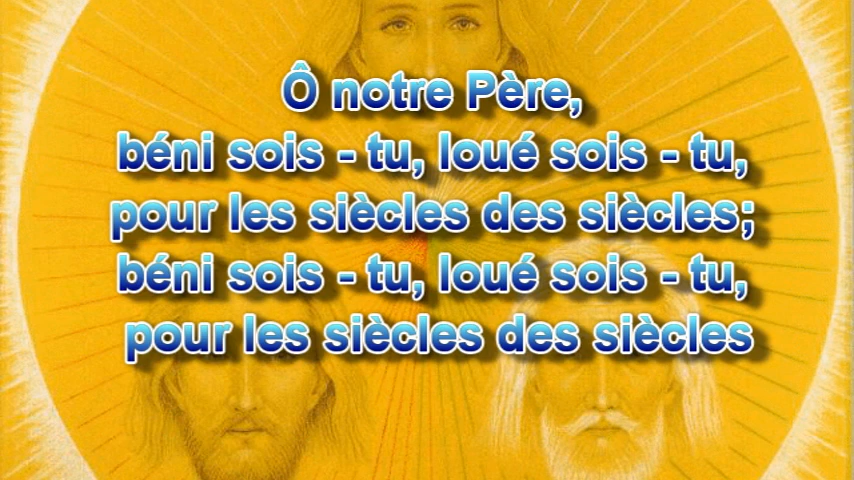 Ô notre Père,
béni sois - tu, loué sois - tu,
pour les siècles des siècles;
béni sois - tu, loué sois - tu,
pour les siècles des siècles